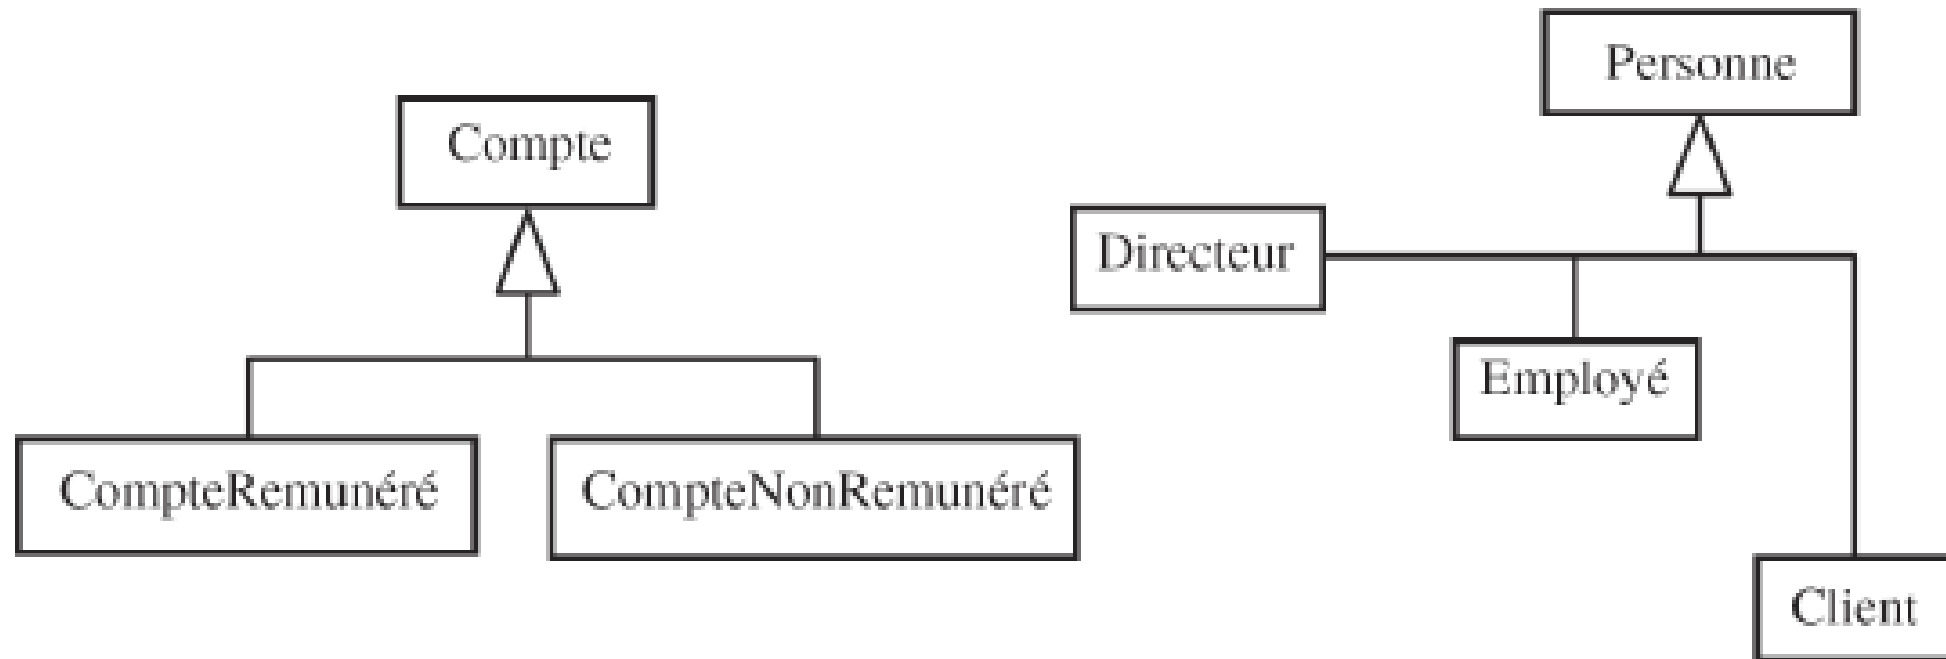 Personne
Compte
Directeur
Employé
CompteRemunéré
CompteNonRemunéré
Client